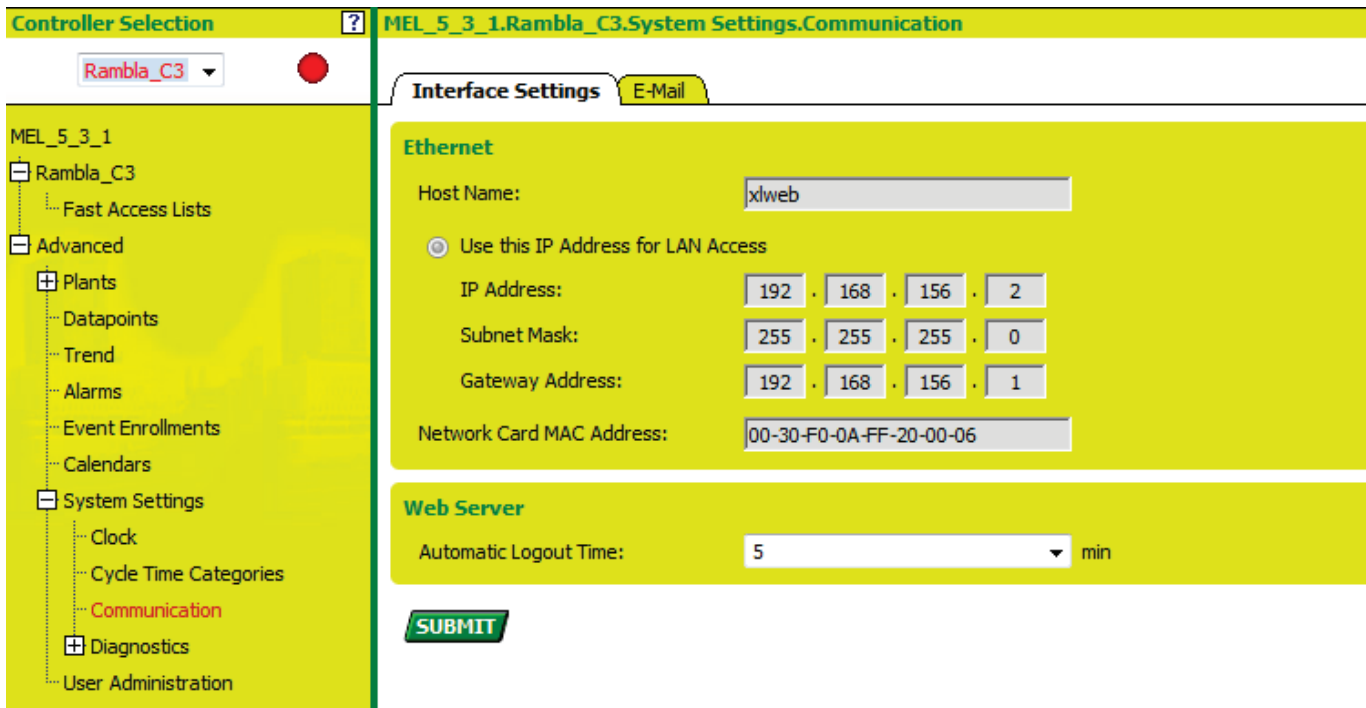 Controller Selection ?
Rambla_C3
MEL_5_3_1
Rambla_C3
Fast Access Lists
Advanced
Plants
Datapoints
Trend
Alarms
Event Enrollments
Calendars
System Settings
Clock
Cycle Time Categories
Communication
Diagnostics
User Administration
MEL_5_3_1.Rambla_C3.System Settings.Communication
Interface Settings E-Mail
Ethernet
Host Name: xlweb
Use this IP Address for LAN Access
IP Address: 192 . 168 . 156 . 2
Subnet Mask: 255 . 255 . 255 . 0
Gateway Address: 192 . 168 . 156 . 1
Network Card MAC Address: 00-30-F0-0A-FF-20-00-06
Web Server
Automatic Logout Time: 5 min
SUBMIT